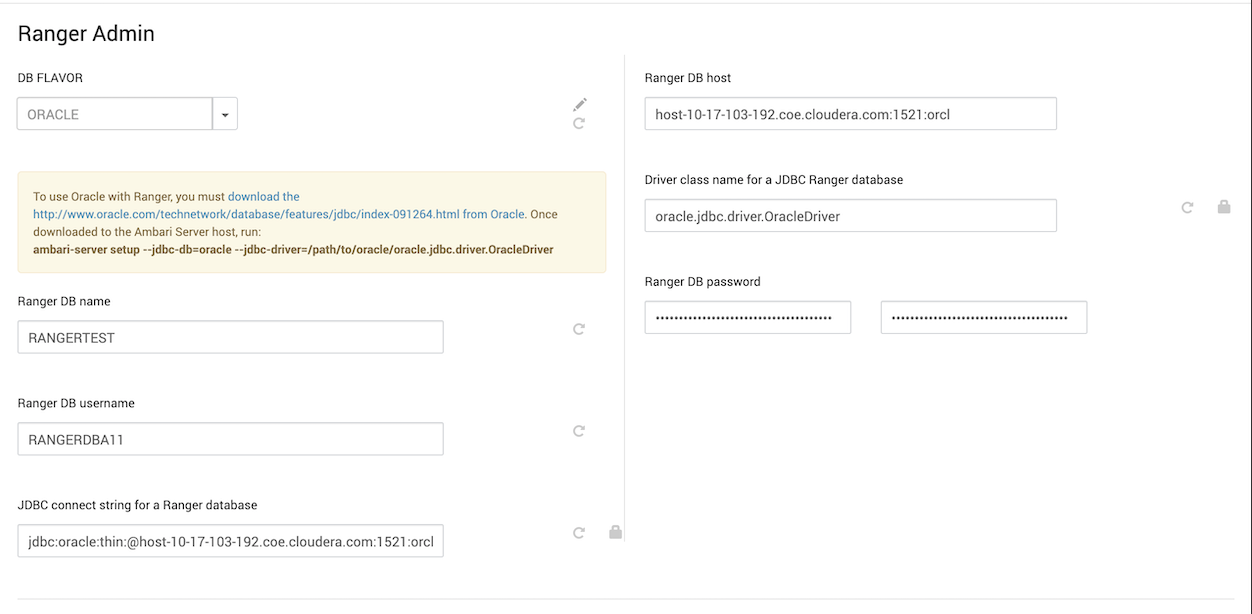 Ranger Admin
DB FLAVOR
ORACLE
To use Oracle with Ranger, you must download the
http://www.oracle.com/technetwork/database/features/jdbc/index-091264.html from Oracle. Once
downloaded to the Ambari Server host, run:
ambari-server setup --jdbc-db=oracle --jdbc-driver=/path/to/oracle/oracle.jdbc.driver.OracleDriver
Ranger DB name
RANGERTEST
Ranger DB username
RANGERDBA11
JDBC connect string for a Ranger database
jdbc:oracle:thin:@host-10-17-103-192.coe.cloudera.com:1521:orcl
Ranger DB host
host-10-17-103-192.coe.cloudera.com:1521:orcl
Driver class name for a JDBC Ranger database
oracle.jdbc.driver.OracleDriver
Ranger DB password